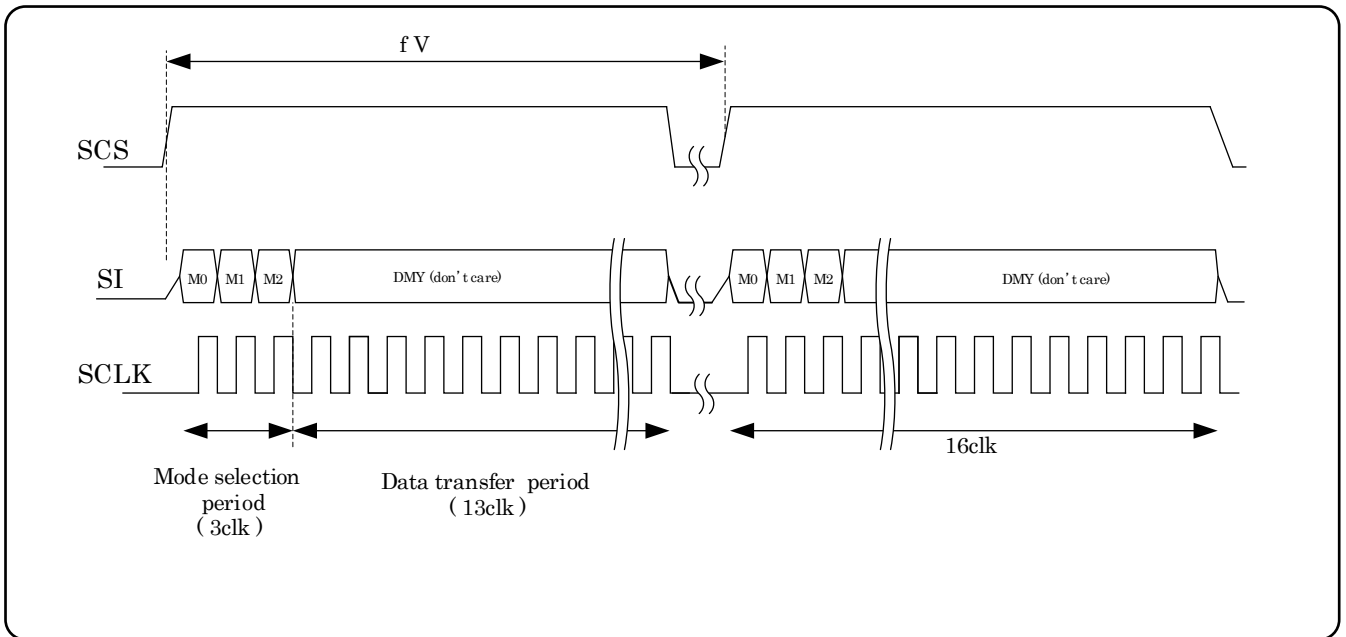 f V
SCS
SI
M0 M1 M2 DMY (don't care) M0 M1 M2 DMY (don't care)
SCLK
16clk
Mode selection
period
( 3clk )
Data transfer period
( 13clk )